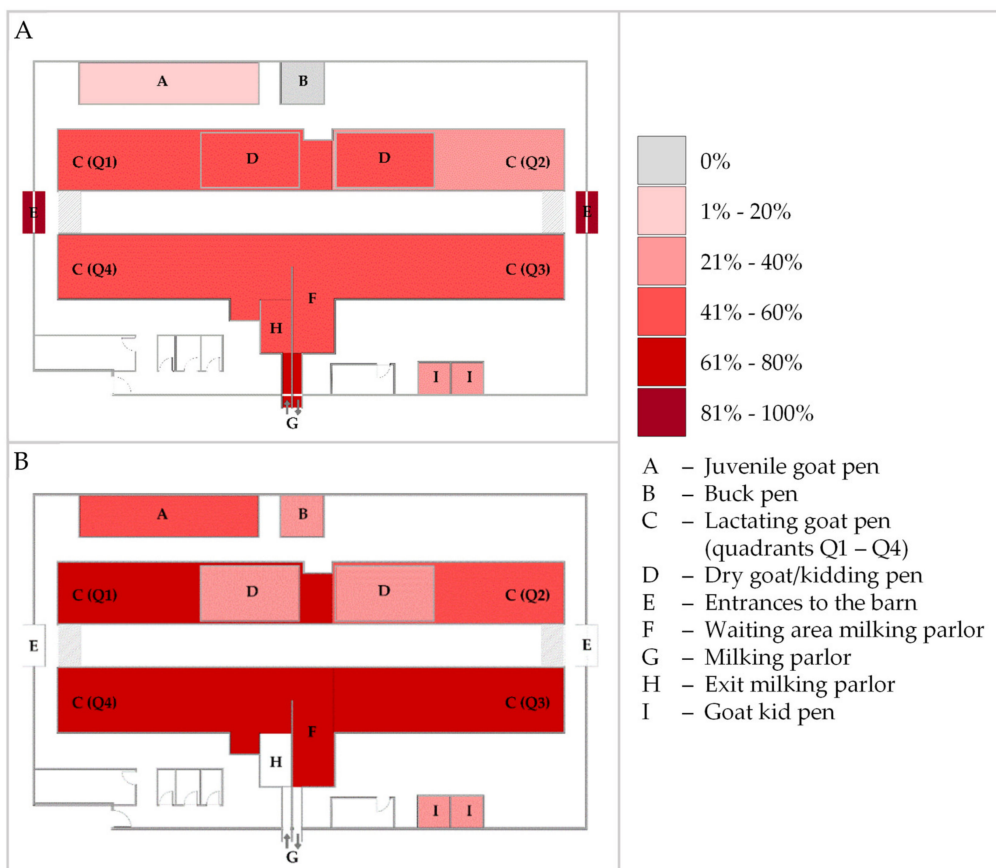 A
A
B
C (Q1)
D
D
C (Q2)
E
E
C (Q4)
C (Q3)
F
H
I
I
G
B
A
B
C (Q1)
D
D
C (Q2)
E
E
C (Q4)
C (Q3)
F
H
I
I
G
0%
1% - 20%
21% - 40%
41% - 60%
61% - 80%
81% - 100%
A – Juvenile goat pen
B – Buck pen
C – Lactating goat pen
(quadrants Q1 – Q4)
D – Dry goat/kidding pen
E – Entrances to the barn
F – Waiting area milking parlor
G – Milking parlor
H – Exit milking parlor
I – Goat kid pen